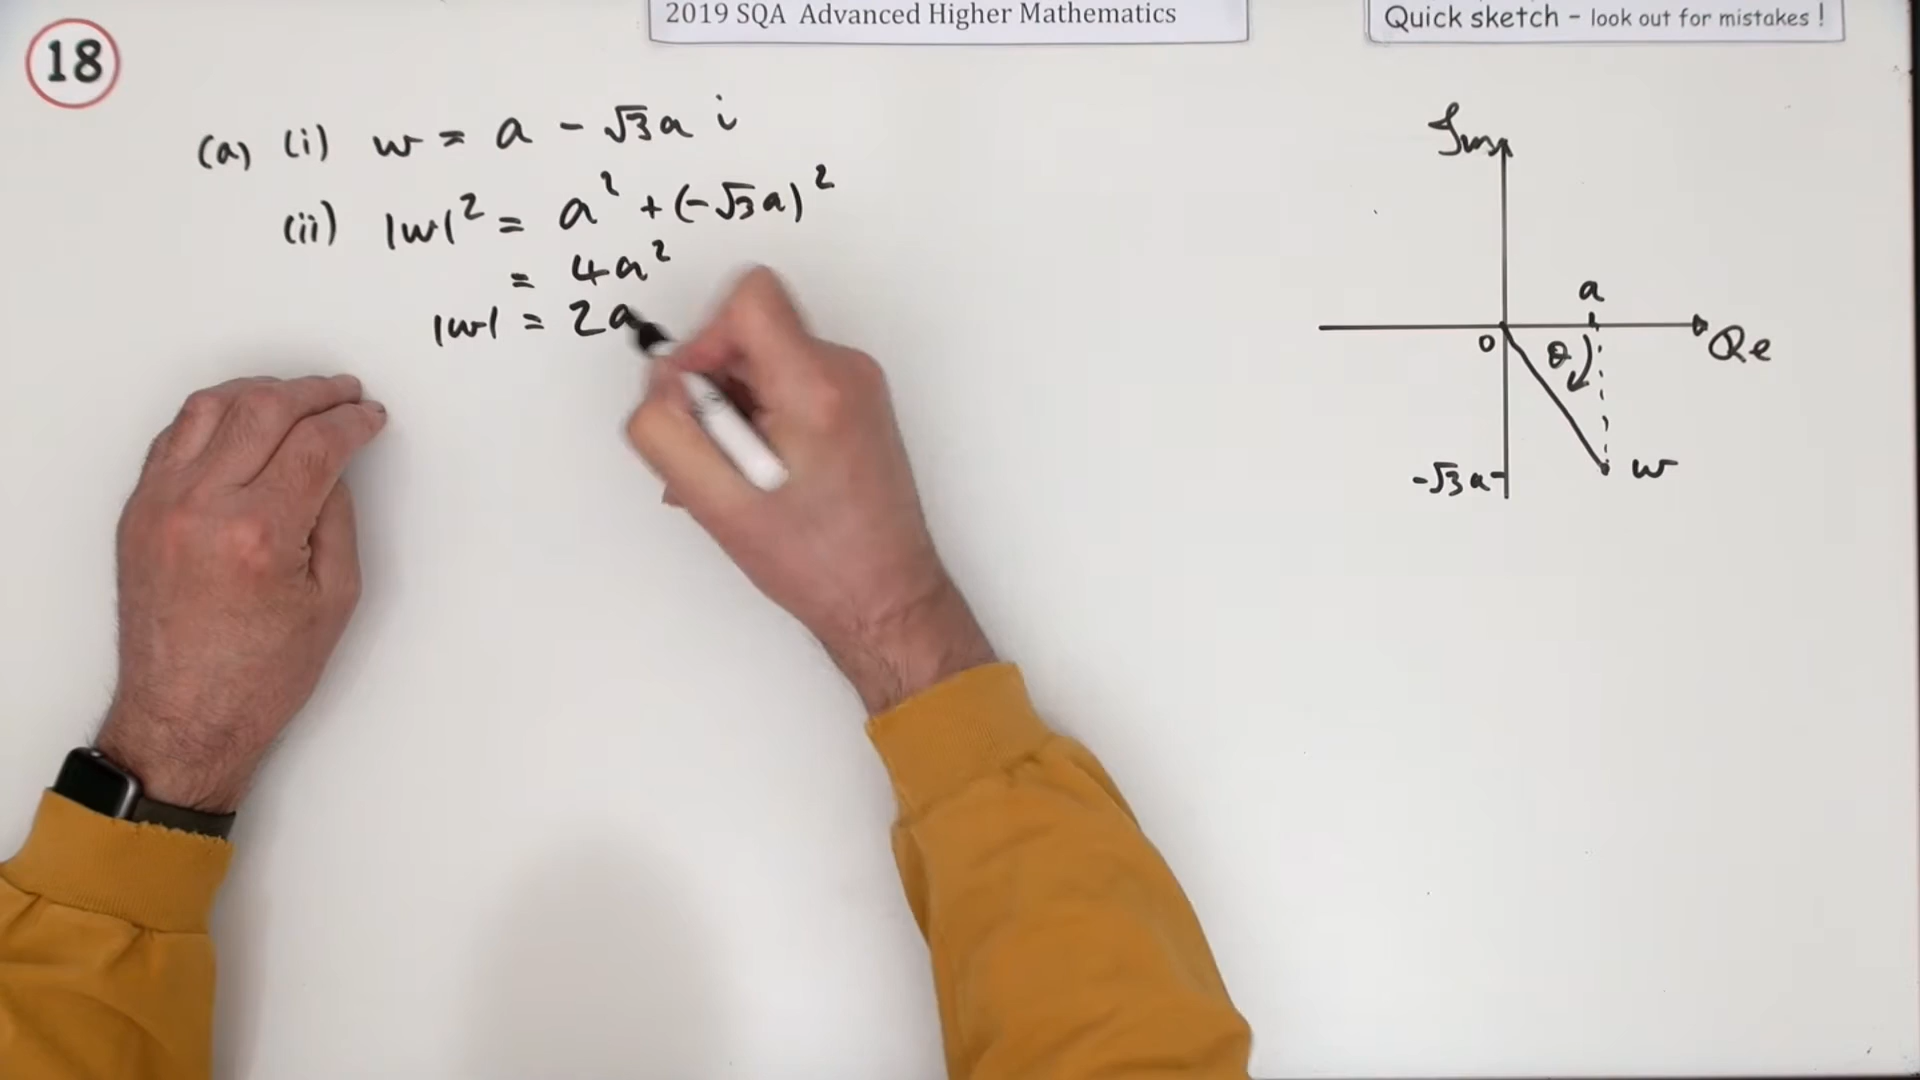 2019 SQA Advanced Higher Mathematics
Quick sketch - look out for mistakes !
18
(a) (i) w = a - √3a i
(ii) |w|² = a² + (-√3a)²
= 4a²
|w| = 2a
Im
a
0
θ
Re
-√3a
w